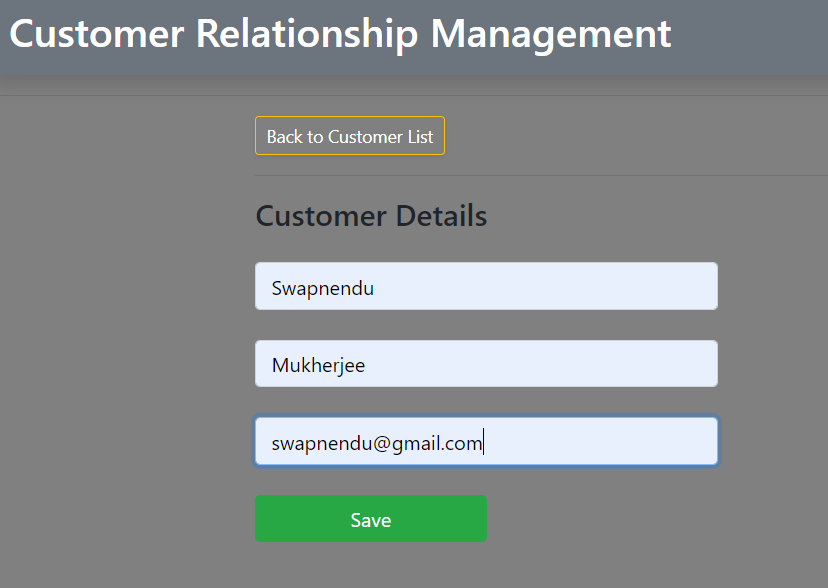 Customer Relationship Management
Back to Customer List
Customer Details
Swapnendu
Mukherjee
swapnendu@gmail.com
Save